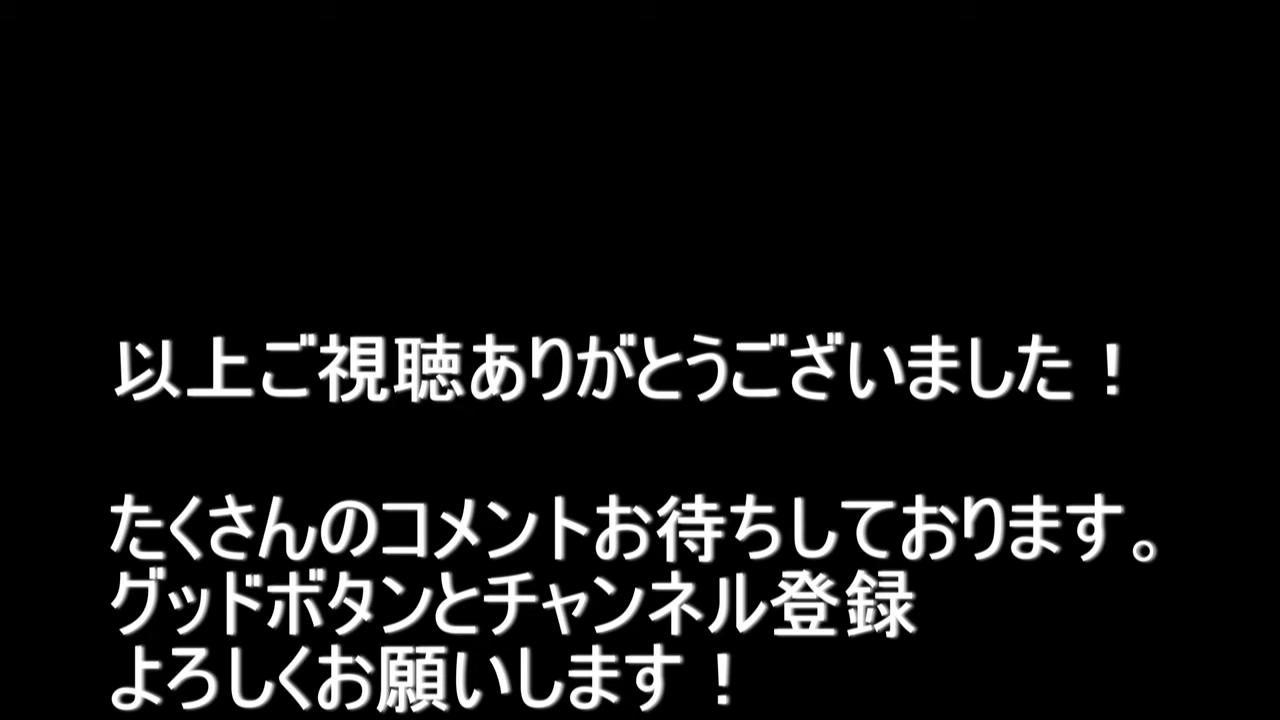 以上ご視聴ありがとうございました！
たくさんのコメントお待ちしております。
グッドボタンとチャンネル登録
よろしくお願いします！